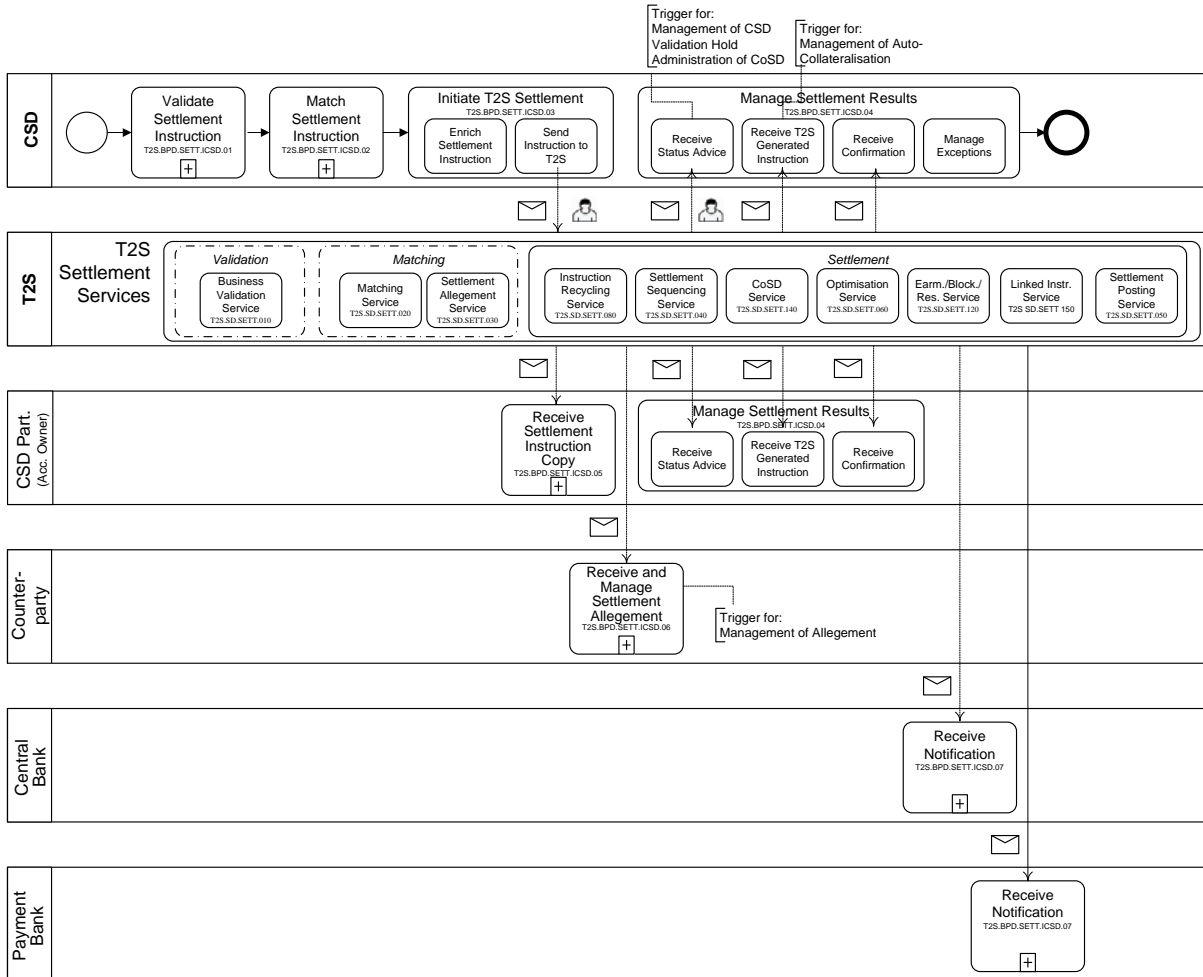 Trigger for:
Management of CSD
Validation Hold
Administration of CoSD
Trigger for:
Management of Auto-
Collateralisation
CSD
Validate
Settlement
Instruction
T2S.BPD.SETT.ICSD.01
Match
Settlement
Instruction
T2S.BPD.SETT.ICSD.02
Initiate T2S Settlement
T2S.BPD.SETT.ICSD.03
Enrich
Settlement
Instruction
Send
Instruction to
T2S
Manage Settlement Results
T2S.BPD.SETT.ICSD.04
Receive
Status Advice
Receive T2S
Generated
Instruction
Receive
Confirmation
Manage
Exceptions
T2S
T2S
Settlement
Services
Validation
Business
Validation
Service
T2S.SD.SETT.010
Matching
Matching
Service
T2S.SD.SETT.020
Settlement
Allegement
Service
T2S.SD.SETT.030
Settlement
Instruction
Recycling
Service
T2S.SD.SETT.080
Settlement
Sequencing
Service
T2S.SD.SETT.040
CoSD
Service
T2S.SD.SETT.140
Optimisation
Service
T2S.SD.SETT.060
Earm./Block./
Res. Service
T2S.SD.SETT.120
Linked Instr.
Service
T2S SD.SETT 150
Settlement
Posting
Service
T2S.SD.SETT.050
CSD Part.
(Acc. Owner)
Receive
Settlement
Instruction
Copy
T2S.BPD.SETT.ICSD.05
Manage Settlement Results
T2S.BPD.SETT.ICSD.04
Receive
Status Advice
Receive T2S
Generated
Instruction
Receive
Confirmation
Counter-
party
Receive and
Manage
Settlement
Allegement
T2S.BPD.SETT.ICSD.06
Trigger for:
Management of Allegement
Central
Bank
Receive
Notification
T2S.BPD.SETT.ICSD.07
Payment
Bank
Receive
Notification
T2S.BPD.SETT.ICSD.07